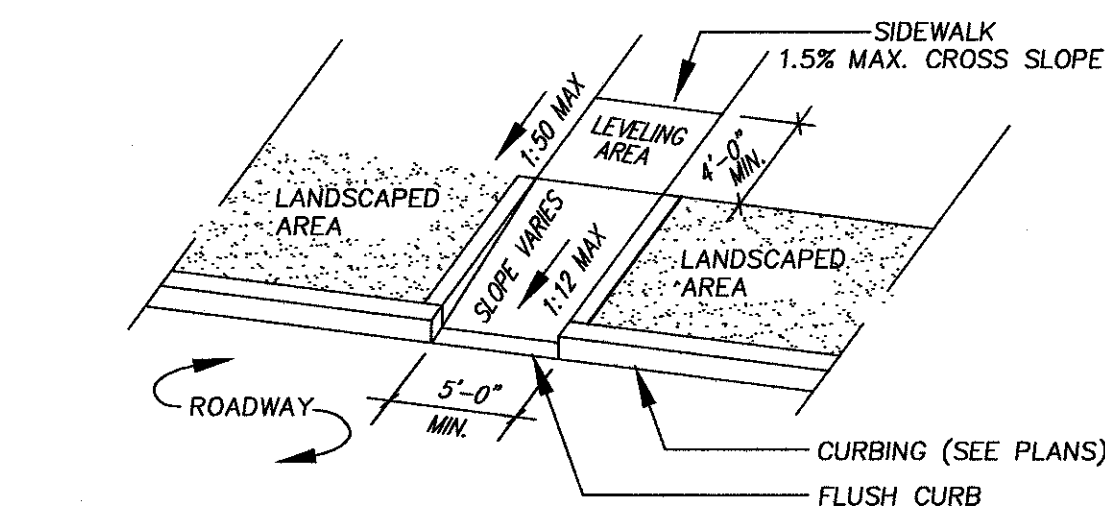 SIDEWALK
1.5% MAX. CROSS SLOPE
1:50 MAX
LEVELING
AREA
4'-0"
MIN.
LANDSCAPED
AREA
SLOPE VARIES
1:12 MAX
LANDSCAPED
AREA
5'-0"
MIN.
ROADWAY
CURBING (SEE PLANS)
FLUSH CURB